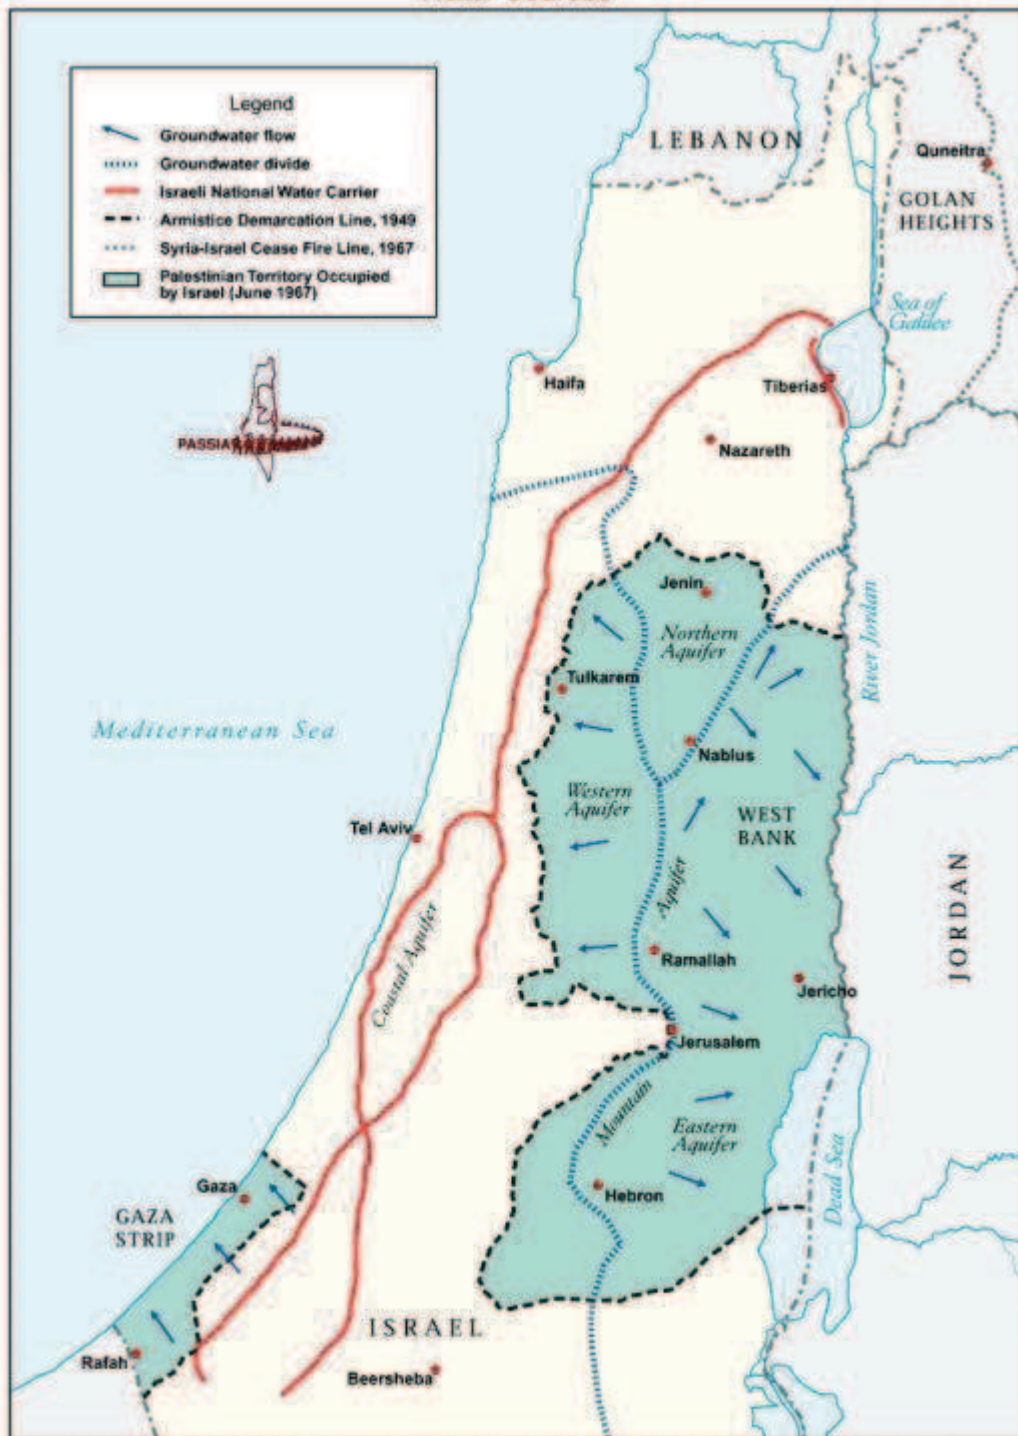 Legend
Groundwater flow
Groundwater divide
Israeli National Water Carrier
Armistice Demarcation Line, 1949
Syria-Israel Cease Fire Line, 1967
Palestinian Territory Occupied
by Israel (June 1967)
PASSIA
LEBANON
Quneitra
GOLAN
HEIGHTS
Sea of
Galilee
Haifa
Tiberias
Nazareth
Jenin
Northern
Aquifer
River Jordan
Tulkarem
Mediterranean Sea
Nablus
Western
Aquifer
WEST
BANK
Tel Aviv
Aquifer
JORDAN
Coastal Aquifer
Ramallah
Jericho
Jerusalem
Mountain
Eastern
Aquifer
Dead Sea
Gaza
Hebron
GAZA
STRIP
ISRAEL
Rafah
Beersheba